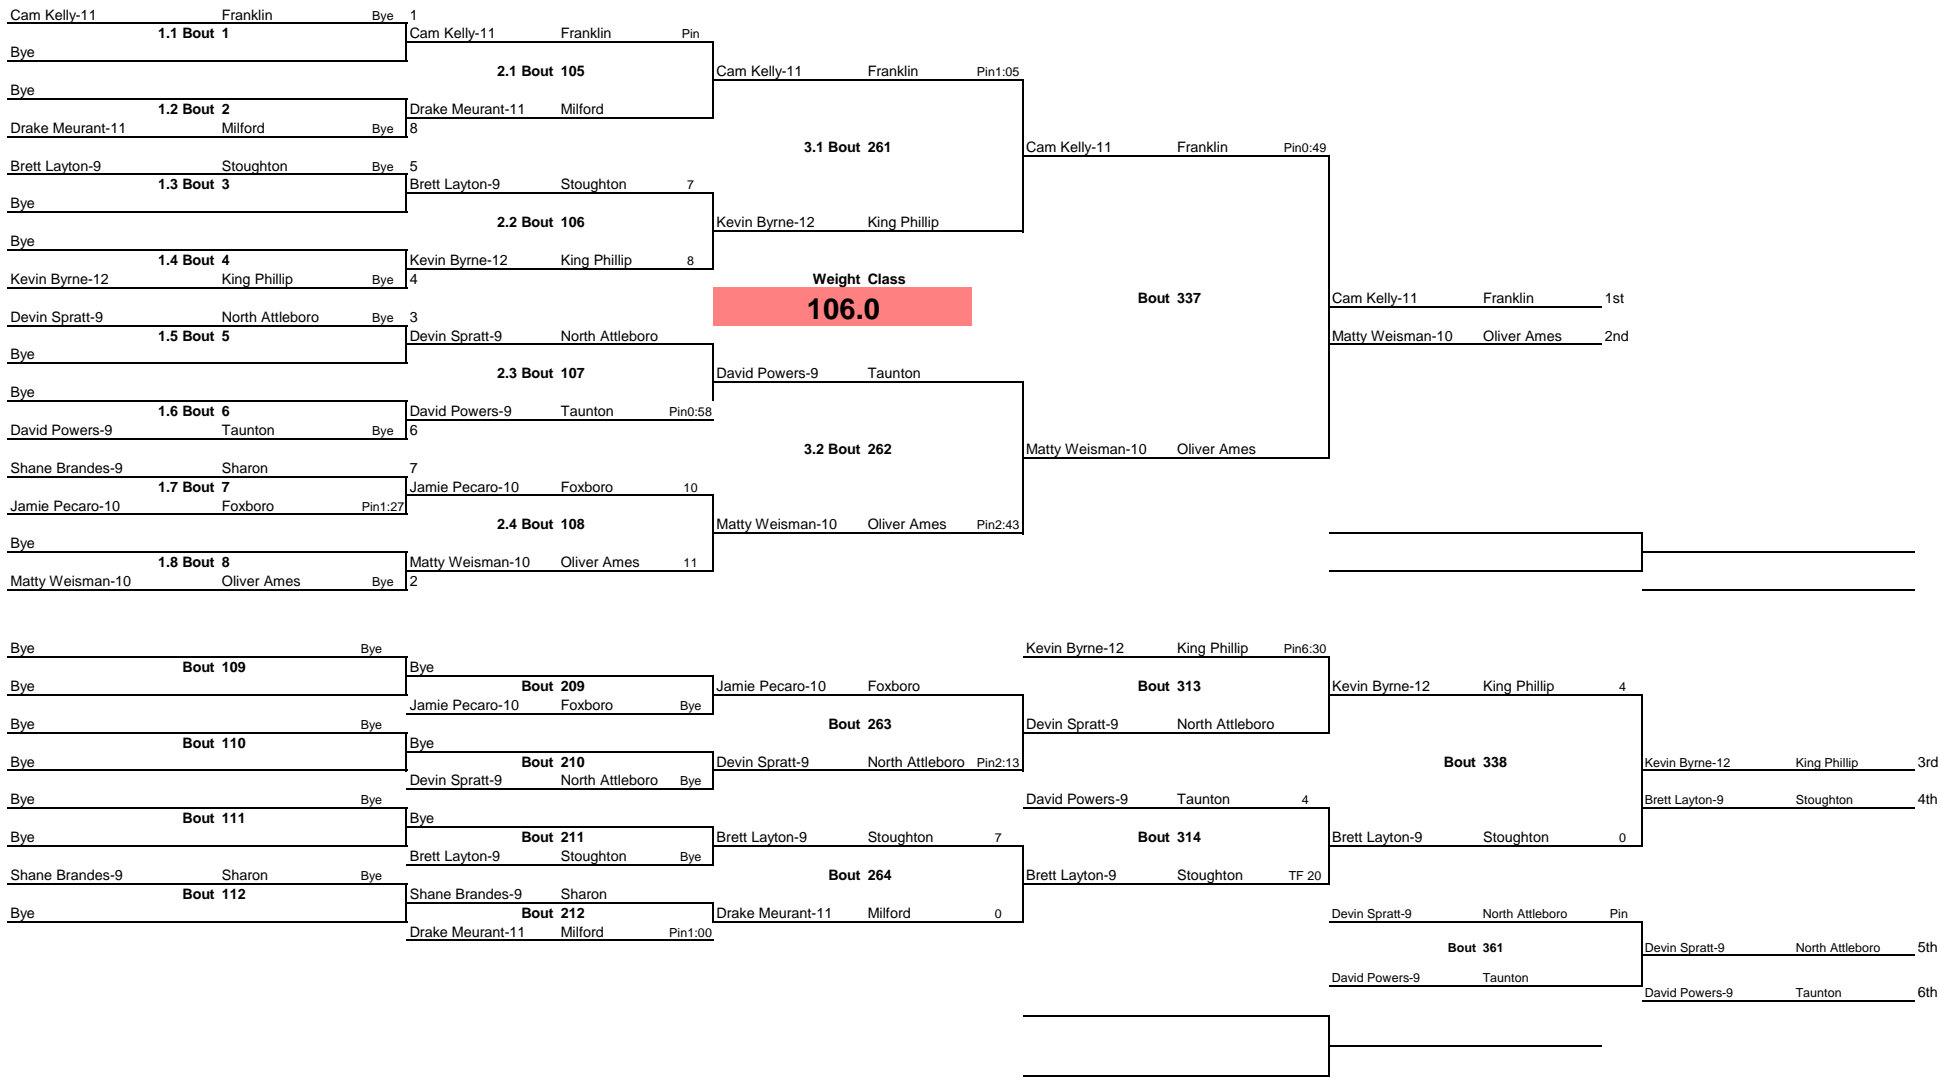 Cam Kelly-11 Franklin Bye 1
1.1 Bout 1 Cam Kelly-11 Franklin Pin
Bye
2.1 Bout 105 Cam Kelly-11 Franklin Pin1:05
Bye
1.2 Bout 2 Drake Meurant-11 Milford
Drake Meurant-11 Milford Bye 8
3.1 Bout 261 Cam Kelly-11 Franklin Pin0:49
Brett Layton-9 Stoughton Bye 5
1.3 Bout 3 Brett Layton-9 Stoughton 7
Bye
2.2 Bout 106 Kevin Byrne-12 King Phillip
Bye
1.4 Bout 4 Kevin Byrne-12 King Phillip 8
Kevin Byrne-12 King Phillip Bye 4 Weight Class
Bout 337 Cam Kelly-11 Franklin 1st
106.0
Devin Spratt-9 North Attleboro Bye 3
1.5 Bout 5 Devin Spratt-9 North Attleboro Matty Weisman-10 Oliver Ames 2nd
Bye
2.3 Bout 107 David Powers-9 Taunton
Bye
1.6 Bout 6 David Powers-9 Taunton Pin0:58
David Powers-9 Taunton Bye 6
3.2 Bout 262 Matty Weisman-10 Oliver Ames
Shane Brandes-9 Sharon 7
1.7 Bout 7 Jamie Pecaro-10 Foxboro 10
Jamie Pecaro-10 Foxboro Pin1:27
2.4 Bout 108 Matty Weisman-10 Oliver Ames Pin2:43
Bye
1.8 Bout 8 Matty Weisman-10 Oliver Ames 11
Matty Weisman-10 Oliver Ames Bye 2
Bye Bye Kevin Byrne-12 King Phillip Pin6:30
Bout 109 Bye
Bye Bout 209 Jamie Pecaro-10 Foxboro Bout 313 Kevin Byrne-12 King Phillip 4
Jamie Pecaro-10 Foxboro Bye
Bye Bye Bout 263 Devin Spratt-9 North Attleboro
Bout 110 Bye
Bye Bout 210 Devin Spratt-9 North Attleboro Pin2:13 Bout 338 Kevin Byrne-12 King Phillip 3rd
Devin Spratt-9 North Attleboro Bye
Bye Bye David Powers-9 Taunton 4 Brett Layton-9 Stoughton 4th
Bout 111 Bye
Bye Bout 211 Brett Layton-9 Stoughton 7 Bout 314 Brett Layton-9 Stoughton 0
Brett Layton-9 Stoughton Bye
Shane Brandes-9 Sharon Bye Bout 264 Brett Layton-9 Stoughton TF 20
Bout 112 Shane Brandes-9 Sharon
Bye Bout 212 Drake Meurant-11 Milford 0 Devin Spratt-9 North Attleboro Pin
Drake Meurant-11 Milford Pin1:00
Bout 361 Devin Spratt-9 North Attleboro 5th
David Powers-9 Taunton
David Powers-9 Taunton 6th